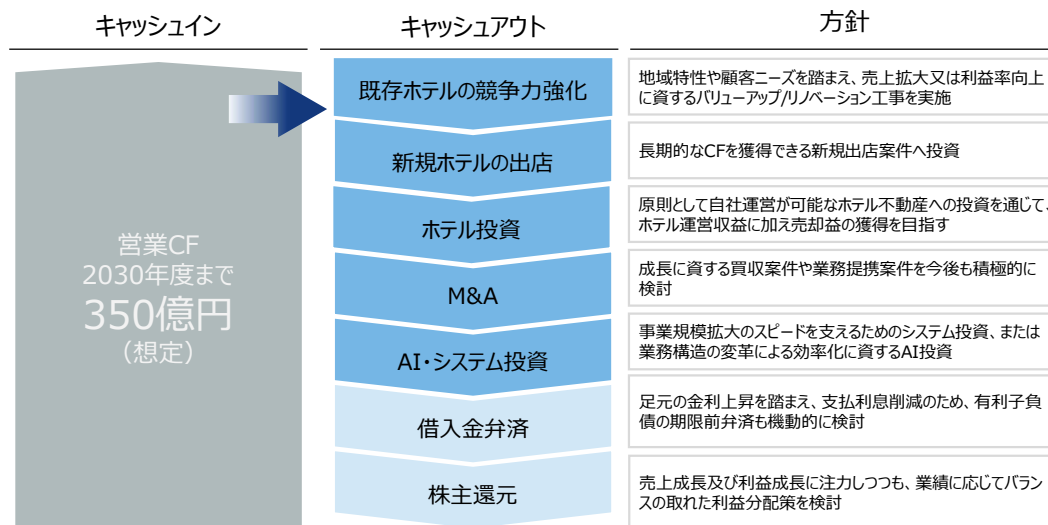 キャッシュイン
キャッシュアウト
方針
営業CF
2030年度まで
350億円
（想定）
既存ホテルの競争力強化
地域特性や顧客ニーズを踏まえ、売上拡大又は利益率向上
に資するバリューアップ/リノベーション工事を実施
新規ホテルの出店
長期的なCFを獲得できる新規出店案件へ投資
ホテル投資
原則として自社運営が可能なホテル不動産への投資を通じて、
ホテル運営収益に加え売却益の獲得を目指す
M&A
成長に資する買収案件や業務提携案件を今後も積極的に
検討
AI・システム投資
事業規模拡大のスピードを支えるためのシステム投資、または
業務構造の変革による効率化に資するAI投資
借入金弁済
足元の金利上昇を踏まえ、支払利息削減のため、有利子負
債の期限前弁済も機動的に検討
株主還元
売上成長及び利益成長に注力しつつも、業績に応じてバラン
スの取れた利益分配策を検討